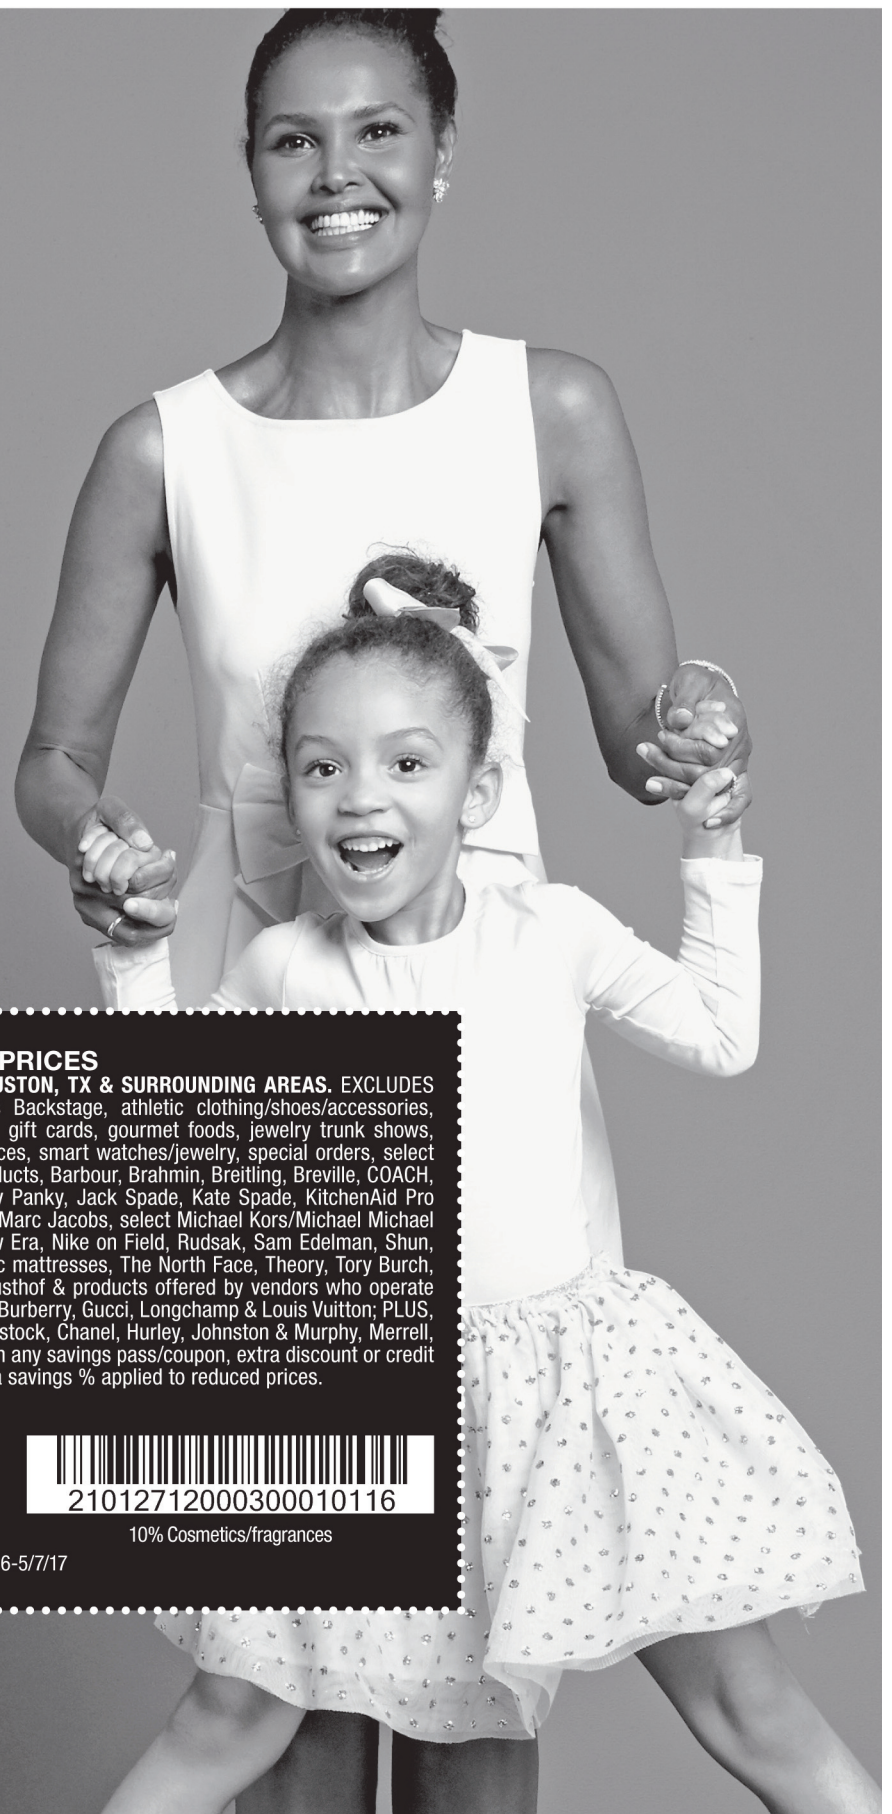 PRICES
USTON, TX & SURROUNDING AREAS. EXCLUDES
Backstage, athletic clothing/shoes/accessories,
gift cards, gourmet foods, jewelry trunk shows,
ces, smart watches/jewelry, special orders, select
ducts, Barbour, Brahmin, Breitling, Breville, COACH,
y Panky, Jack Spade, Kate Spade, KitchenAid Pro
Marc Jacobs, select Michael Kors/Michael Michael
v Era, Nike on Field, Rudsak, Sam Edelman, Shun,
c mattresses, The North Face, Theory, Tory Burch,
usthof & products offered by vendors who operate
Burberry, Gucci, Longchamp & Louis Vuitton; PLUS,
stock, Chanel, Hurley, Johnston & Murphy, Merrell,
n any savings pass/coupon, extra discount or credit
a savings % applied to reduced prices.
21012712000300010116
10% Cosmetics/fragrances
6-5/7/17